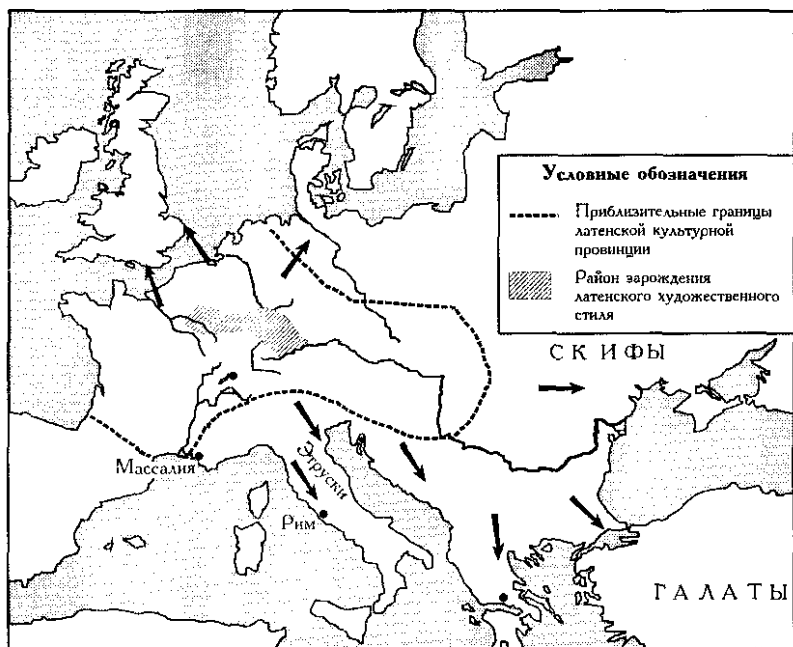 Условные обозначения
Приблизительные границы
латенской культурной
провинции
Район зарождения
латенского художественного
стиля
СКИФЫ
Массалия
Этруски
Рим
ГАЛАТЫ